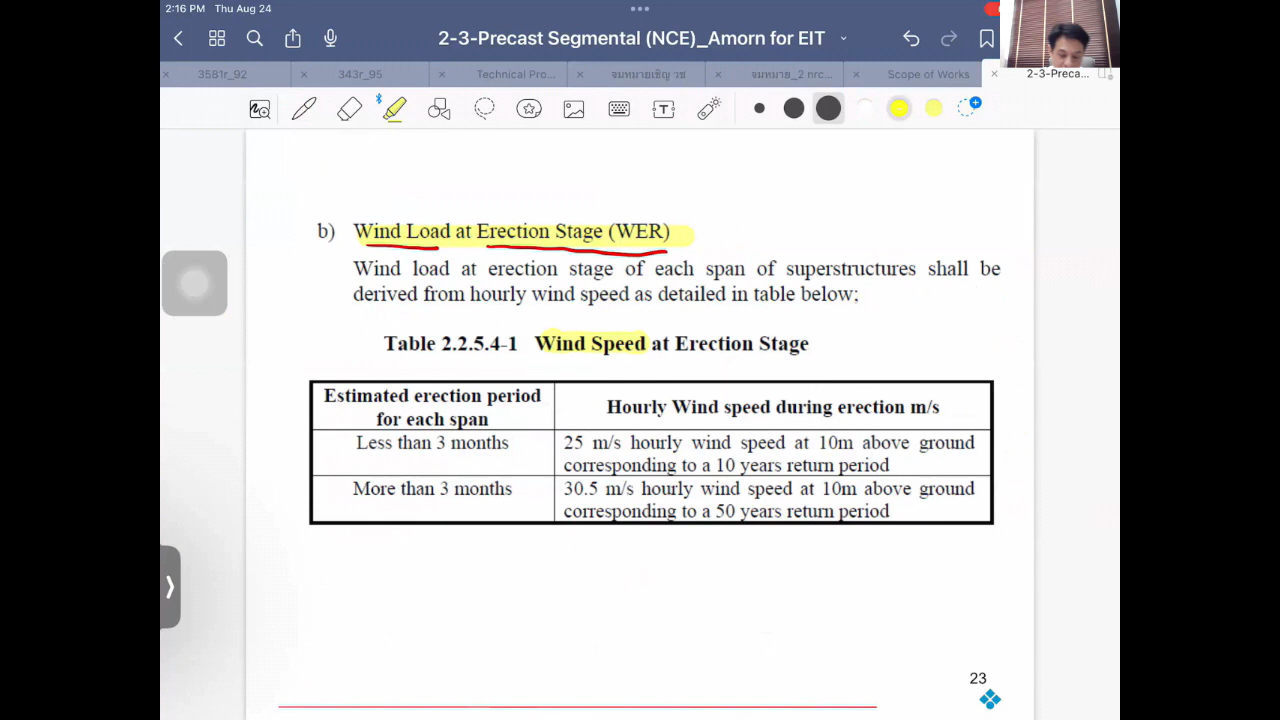 2:16 PM Thu Aug 24
2-3-Precast Segmental (NCE)_Amorn for EIT
3581r_92
343r_95
Technical Pro...
จมหมายเชิญ วช
จมหมาย_2 nrc...
Scope of Works
2-3-Preca...
b) Wind Load at Erection Stage (WER)
Wind load at erection stage of each span of superstructures shall be
derived from hourly wind speed as detailed in table below;
Table 2.2.5.4-1 Wind Speed at Erection Stage
Estimated erection period
for each span
Hourly Wind speed during erection m/s
Less than 3 months
25 m/s hourly wind speed at 10m above ground
corresponding to a 10 years return period
More than 3 months
30.5 m/s hourly wind speed at 10m above ground
corresponding to a 50 years return period
23